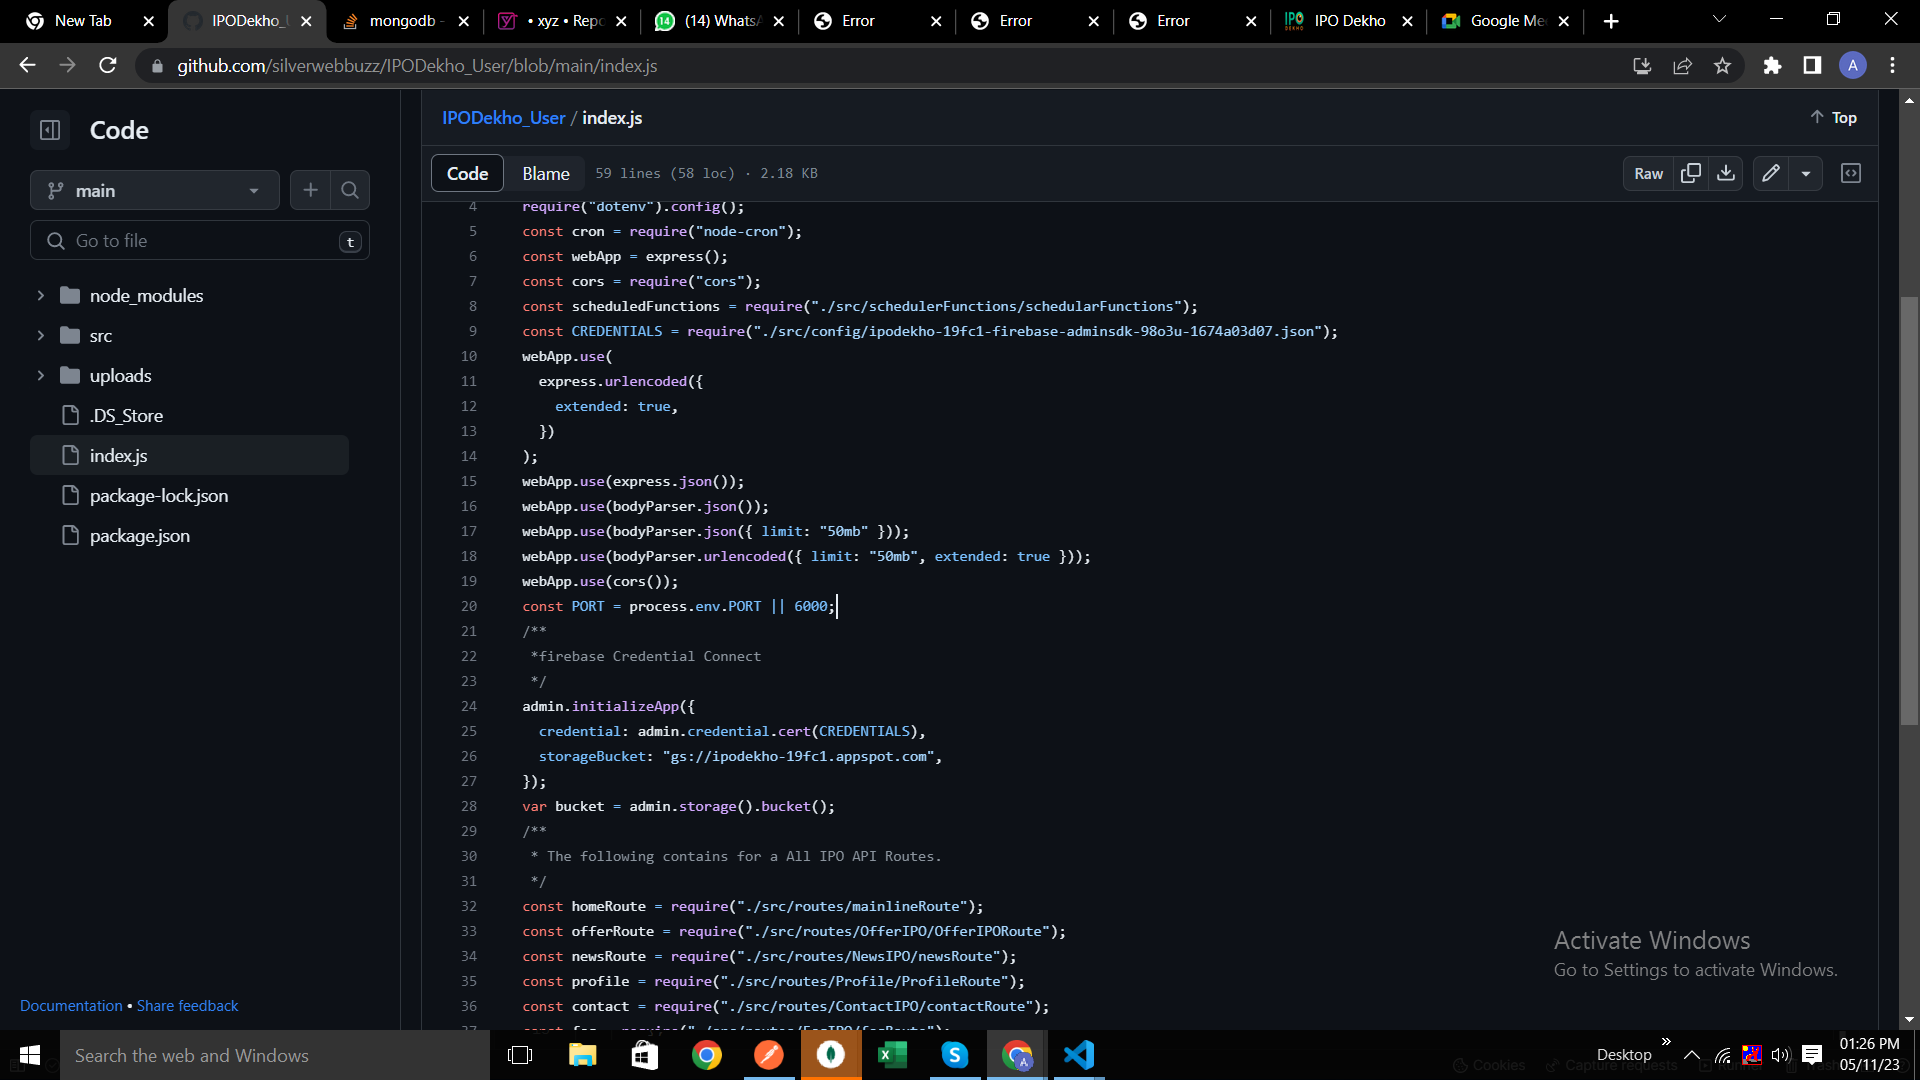 New Tab
IPODekho_U
mongodb -
• xyz • Repo
(14) WhatsA
Error
Error
Error
IPO Dekho
Google Me
github.com/silverwebbuzz/IPODekho_User/blob/main/index.js
A
Code
main
Go to file
t
node_modules
src
uploads
.DS_Store
index.js
package-lock.json
package.json
Documentation • Share feedback
IPODekho_User / index.js
Top
Code Blame 59 lines (58 loc) · 2.18 KB
Raw
4 require("dotenv").config();
5 const cron = require("node-cron");
6 const webApp = express();
7 const cors = require("cors");
8 const scheduledFunctions = require("./src/schedulerFunctions/schedularFunctions");
9 const CREDENTIALS = require("./src/config/ipodekho-19fc1-firebase-adminsdk-98o3u-1674a03d07.json");
10 webApp.use(
11 express.urlencoded({
12 extended: true,
13 })
14 );
15 webApp.use(express.json());
16 webApp.use(bodyParser.json());
17 webApp.use(bodyParser.json({ limit: "50mb" }));
18 webApp.use(bodyParser.urlencoded({ limit: "50mb", extended: true }));
19 webApp.use(cors());
20 const PORT = process.env.PORT || 6000;
21 /**
22 *firebase Credential Connect
23 */
24 admin.initializeApp({
25 credential: admin.credential.cert(CREDENTIALS),
26 storageBucket: "gs://ipodekho-19fc1.appspot.com",
27 });
28 var bucket = admin.storage().bucket();
29 /**
30 * The following contains for a All IPO API Routes.
31 */
32 const homeRoute = require("./src/routes/mainlineRoute");
33 const offerRoute = require("./src/routes/OfferIPO/OfferIPORoute");
34 const newsRoute = require("./src/routes/NewsIPO/newsRoute");
35 const profile = require("./src/routes/Profile/ProfileRoute");
36 const contact = require("./src/routes/ContactIPO/contactRoute");
37 const faq = require("./src/routes/FaqIPO/faqRoute");
Activate Windows
Go to Settings to activate Windows.
Search the web and Windows
Desktop
01:26 PM
05/11/23
Cookies
Capture requests